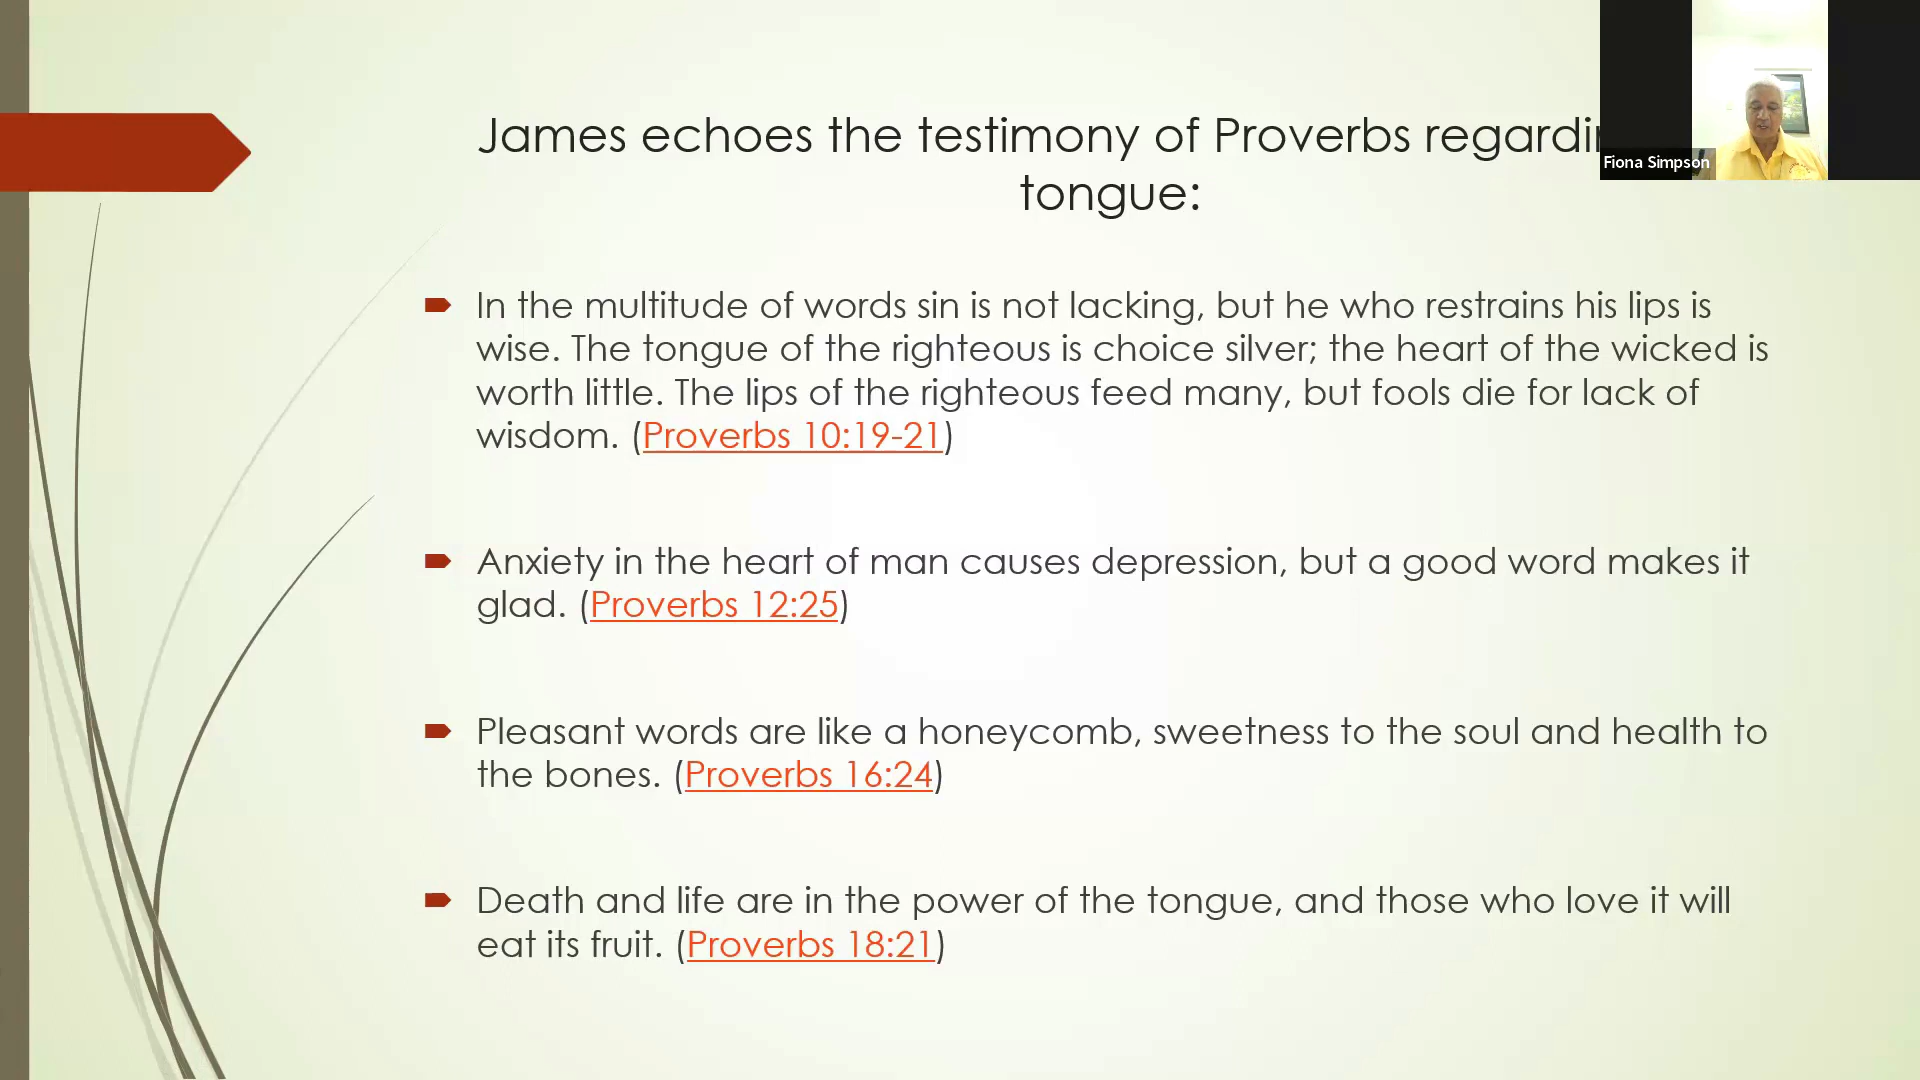 James echoes the testimony of Proverbs
tongue:
Fiona Simpson
In the multitude of words sin is not lacking, but he who restrains his lips is
wise. The tongue of the righteous is choice silver; the heart of the wicked is
worth little. The lips of the righteous feed many, but fools die for lack of
wisdom. (Proverbs 10:19-21)
Anxiety in the heart of man causes depression, but a good word makes it
glad. (Proverbs 12:25)
Pleasant words are like a honeycomb, sweetness to the soul and health to
the bones. (Proverbs 16:24)
Death and life are in the power of the tongue, and those who love it will
eat its fruit. (Proverbs 18:21)